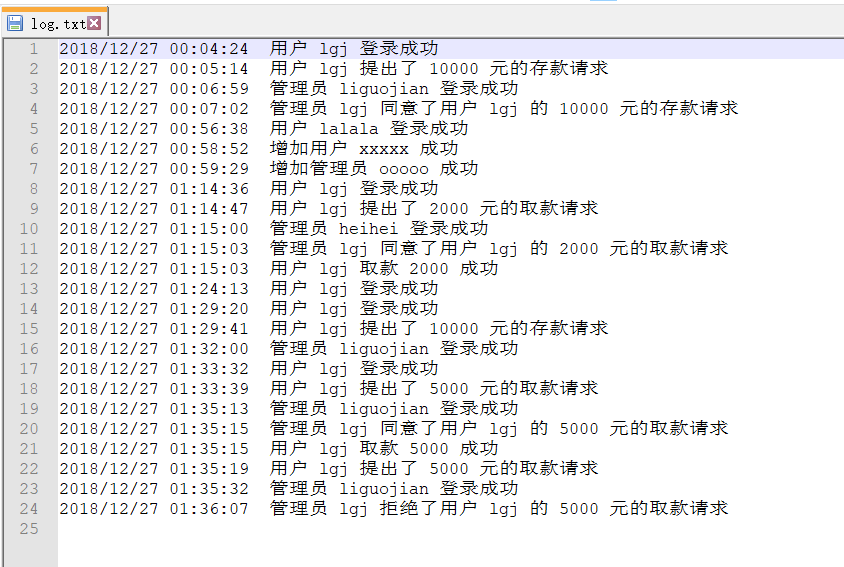 log.txt
1 2018/12/27 00:04:24  用户 lgj 登录成功
2 2018/12/27 00:05:14  用户 lgj 提出了 10000 元的存款请求
3 2018/12/27 00:06:59  管理员 liguojian 登录成功
4 2018/12/27 00:07:02  管理员 lgj 同意了用户 lgj 的 10000 元的存款请求
5 2018/12/27 00:56:38  用户 lalala 登录成功
6 2018/12/27 00:58:52  增加用户 xxxxx 成功
7 2018/12/27 00:59:29  增加管理员 ooooo 成功
8 2018/12/27 01:14:36  用户 lgj 登录成功
9 2018/12/27 01:14:47  用户 lgj 提出了 2000 元的取款请求
10 2018/12/27 01:15:00  管理员 heihei 登录成功
11 2018/12/27 01:15:03  管理员 lgj 同意了用户 lgj 的 2000 元的取款请求
12 2018/12/27 01:15:03  用户 lgj 取款 2000 成功
13 2018/12/27 01:24:13  用户 lgj 登录成功
14 2018/12/27 01:29:20  用户 lgj 登录成功
15 2018/12/27 01:29:41  用户 lgj 提出了 10000 元的存款请求
16 2018/12/27 01:32:00  管理员 liguojian 登录成功
17 2018/12/27 01:33:32  用户 lgj 登录成功
18 2018/12/27 01:33:39  用户 lgj 提出了 5000 元的取款请求
19 2018/12/27 01:35:13  管理员 liguojian 登录成功
20 2018/12/27 01:35:15  管理员 lgj 同意了用户 lgj 的 5000 元的取款请求
21 2018/12/27 01:35:15  用户 lgj 取款 5000 成功
22 2018/12/27 01:35:19  用户 lgj 提出了 5000 元的取款请求
23 2018/12/27 01:35:32  管理员 liguojian 登录成功
24 2018/12/27 01:36:07  管理员 lgj 拒绝了用户 lgj 的 5000 元的取款请求
25